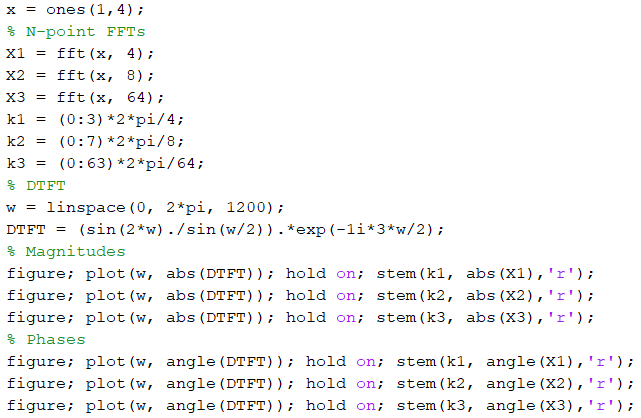 x = ones(1,4);
% N-point FFTs
X1 = fft(x, 4);
X2 = fft(x, 8);
X3 = fft(x, 64);
k1 = (0:3)*2*pi/4;
k2 = (0:7)*2*pi/8;
k3 = (0:63)*2*pi/64;
% DTFT
w = linspace(0, 2*pi, 1200);
DTFT = (sin(2*w)./sin(w/2)).*exp(-1i*3*w/2);
% Magnitudes
figure; plot(w, abs(DTFT)); hold on; stem(k1, abs(X1),'r');
figure; plot(w, abs(DTFT)); hold on; stem(k2, abs(X2),'r');
figure; plot(w, abs(DTFT)); hold on; stem(k3, abs(X3),'r');
% Phases
figure; plot(w, angle(DTFT)); hold on; stem(k1, angle(X1),'r');
figure; plot(w, angle(DTFT)); hold on; stem(k2, angle(X2),'r');
figure; plot(w, angle(DTFT)); hold on; stem(k3, angle(X3),'r');